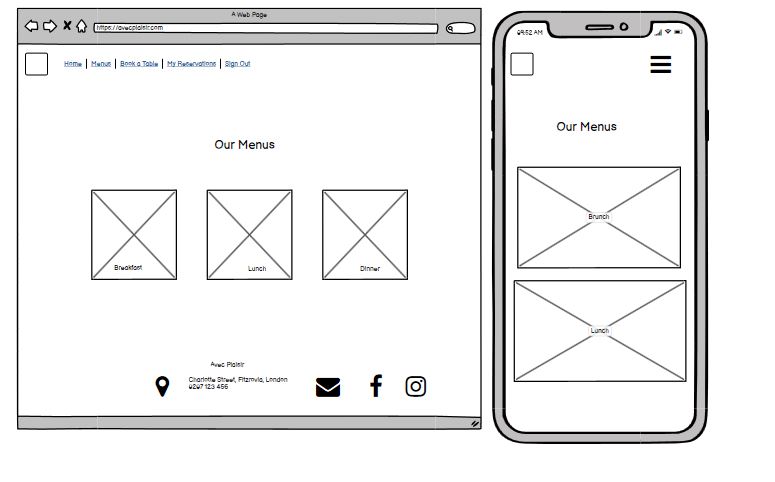 A Web Page
https://avecplaisir.com
Home | Menus | Book a Table | My Reservations | Sign Out
Our Menus
Breakfast
Lunch
Dinner
Avec Plaisir
Charlotte Street, Fitzrovia, London
0207 123 456
09:52 AM
Our Menus
Brunch
Lunch